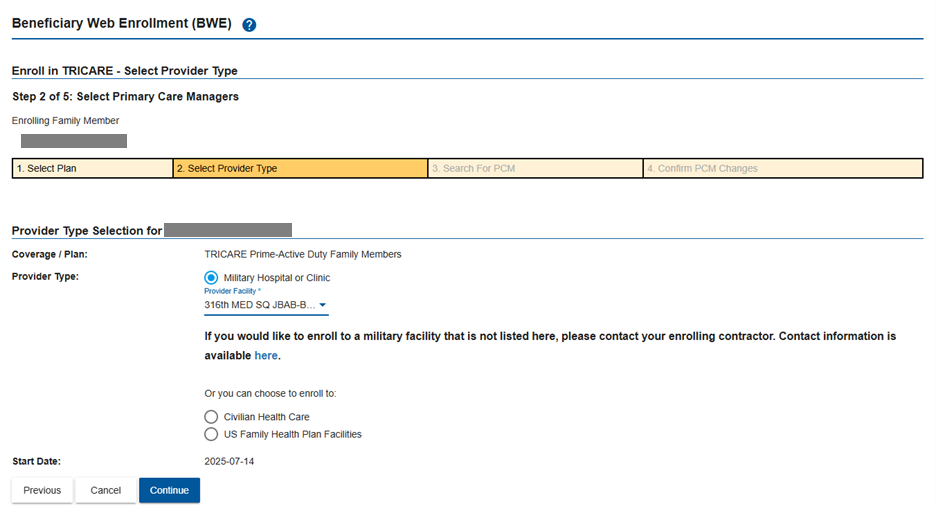 Beneficiary Web Enrollment (BWE) ?
Enroll in TRICARE - Select Provider Type
Step 2 of 5: Select Primary Care Managers
Enrolling Family Member
1. Select Plan
2. Select Provider Type
3. Search For PCM
4. Confirm PCM Changes
Provider Type Selection for
Coverage / Plan: TRICARE Prime-Active Duty Family Members
Provider Type: Military Hospital or Clinic
Provider Facility *
316th MED SQ JBAB-B...
If you would like to enroll to a military facility that is not listed here, please contact your enrolling contractor. Contact information is
available here.
Or you can choose to enroll to:
Civilian Health Care
US Family Health Plan Facilities
Start Date: 2025-07-14
Previous Cancel Continue